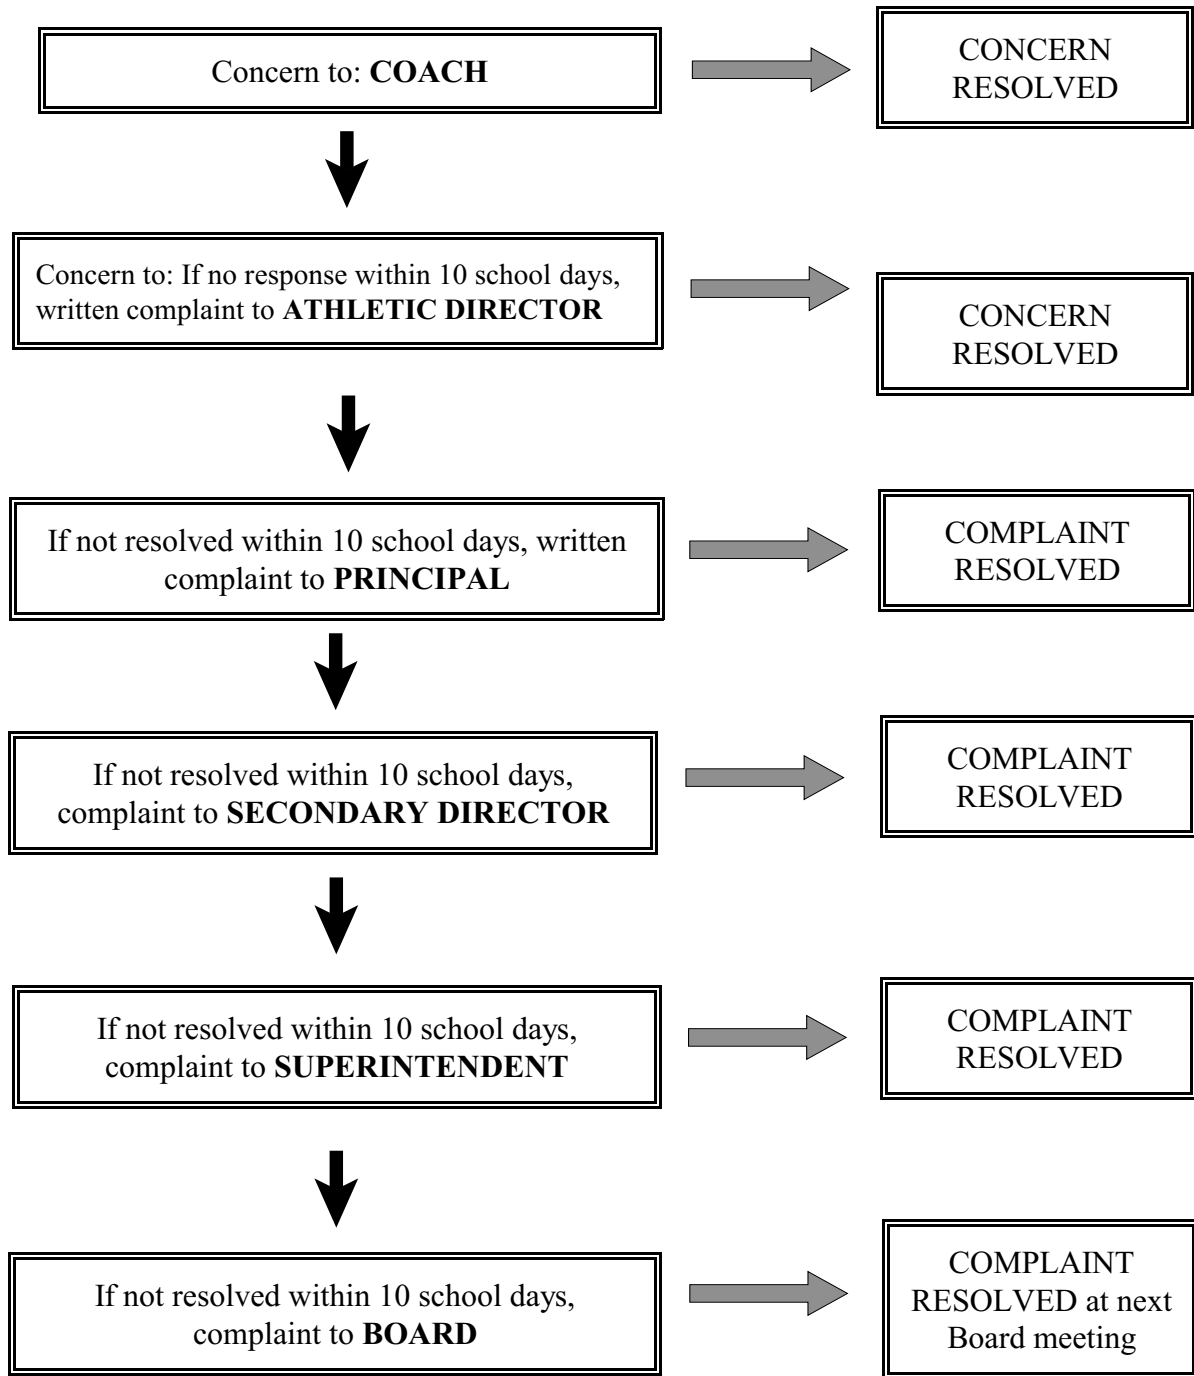 Concern to: COACH
CONCERN
RESOLVED
Concern to: If no response within 10 school days,
written complaint to ATHLETIC DIRECTOR
CONCERN
RESOLVED
If not resolved within 10 school days, written
complaint to PRINCIPAL
COMPLAINT
RESOLVED
If not resolved within 10 school days,
complaint to SECONDARY DIRECTOR
COMPLAINT
RESOLVED
If not resolved within 10 school days,
complaint to SUPERINTENDENT
COMPLAINT
RESOLVED
If not resolved within 10 school days,
complaint to BOARD
COMPLAINT
RESOLVED at next
Board meeting